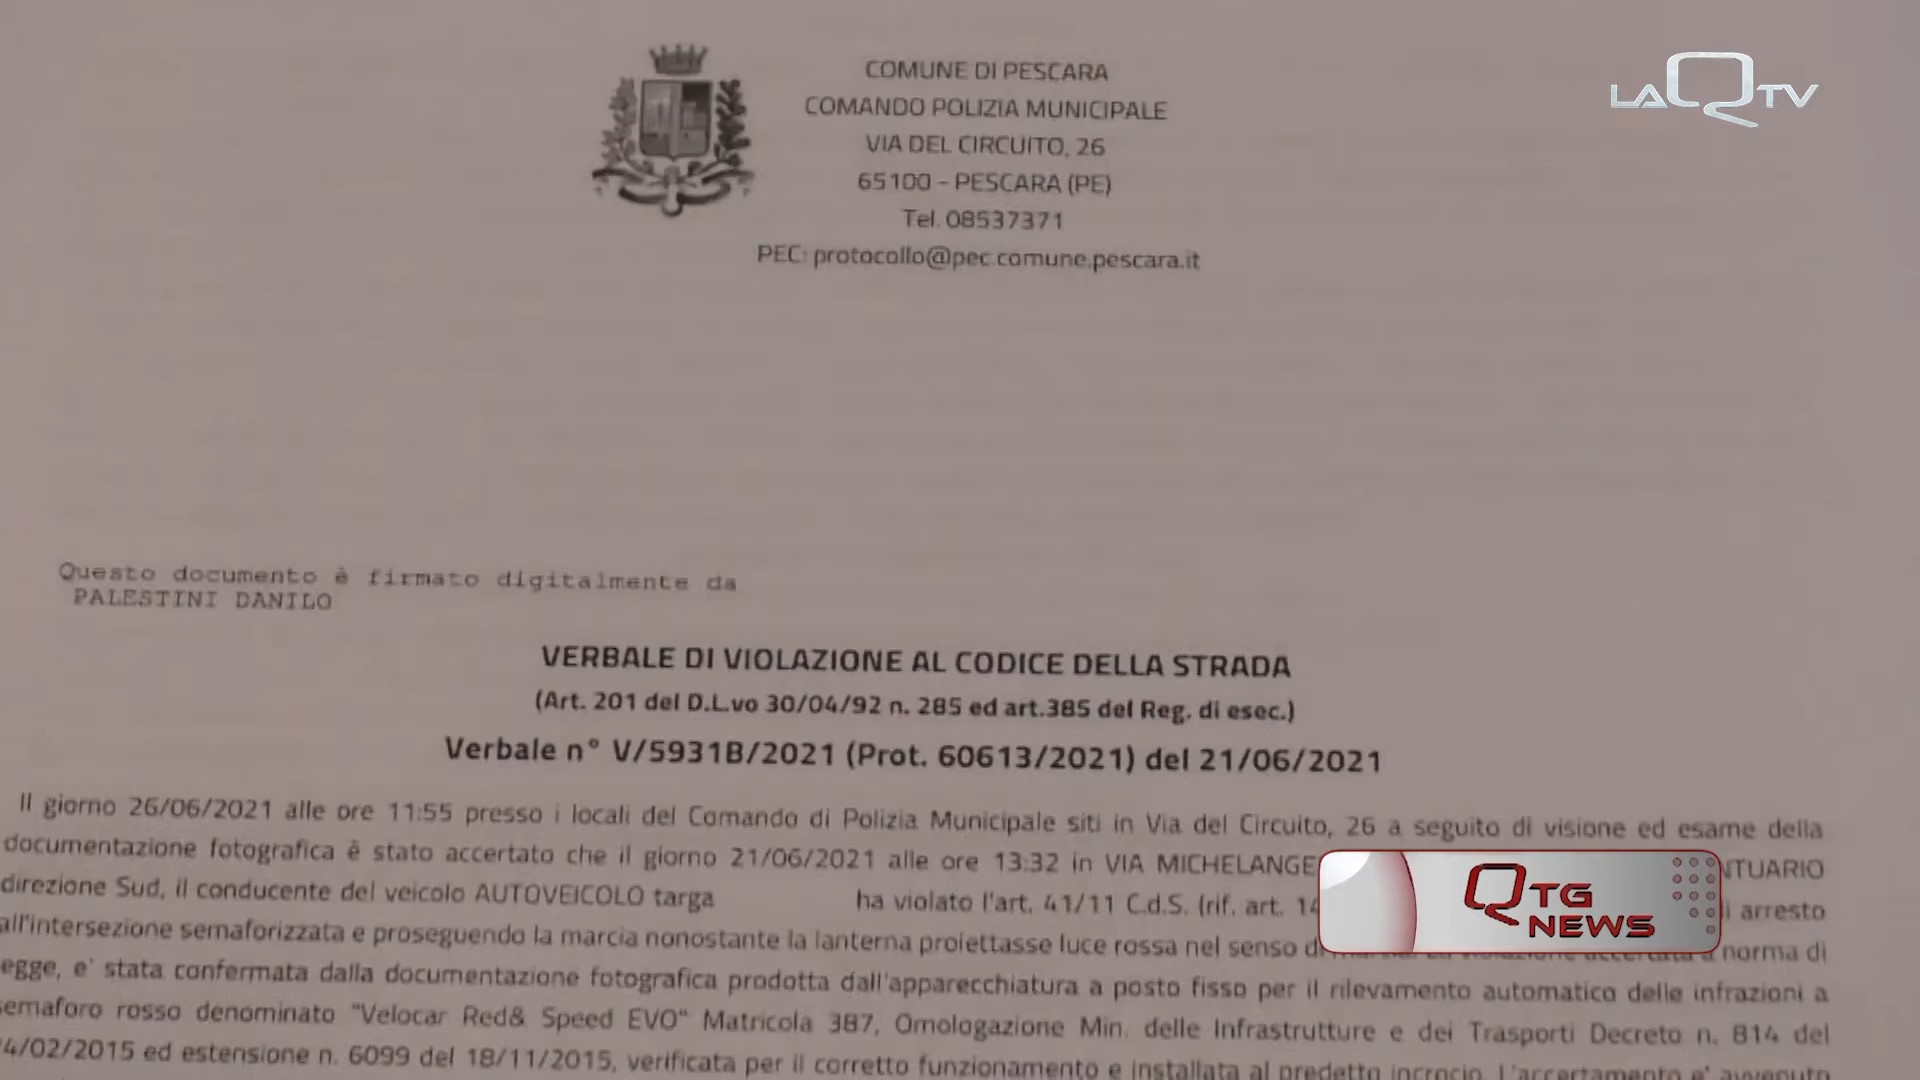 COMUNE DI PESCARA
COMANDO POLIZIA MUNICIPALE
VIA DEL CIRCUITO, 26
65100 - PESCARA (PE)
Tel. 08537371
PEC: protocollo@pec.comune.pescara.it
LAQTV
Questo documento è firmato digitalmente da
PALESTINI DANILO
VERBALE DI VIOLAZIONE AL CODICE DELLA STRADA
(Art. 201 del D.L.vo 30/04/92 n. 285 ed art.385 del Reg. di esec.)
Verbale n° V/5931B/2021 (Prot. 60613/2021) del 21/06/2021
Il giorno 26/06/2021 alle ore 11:55 presso i locali del Comando di Polizia Municipale siti in Via del Circuito, 26 a seguito di visione ed esame della
documentazione fotografica è stato accertato che il giorno 21/06/2021 alle ore 13:32 in VIA MICHELANGE NTUARIO
direzione Sud, il conducente del veicolo AUTOVEICOLO targa ha violato l'art. 41/11 C.d.S. (rif. art. 14 i arresto
all'intersezione semaforizzata e proseguendo la marcia nonostante la lanterna proiettasse luce rossa nel senso di norma di
egge, e' stata confermata dalla documentazione fotografica prodotta dall'apparecchiatura a posto fisso per il rilevamento automatico delle infrazioni a
semaforo rosso denominato "Velocar Red& Speed EVO" Matricola 387, Omologazione Min. delle Infrastrutture e dei Trasporti Decreto n. 814 del
4/02/2015 ed estensione n. 6099 del 18/11/2015, verificata per il corretto funzionamento e installata al predetto incrocio. L'accertamento e' avvenuto
QTG NEWS